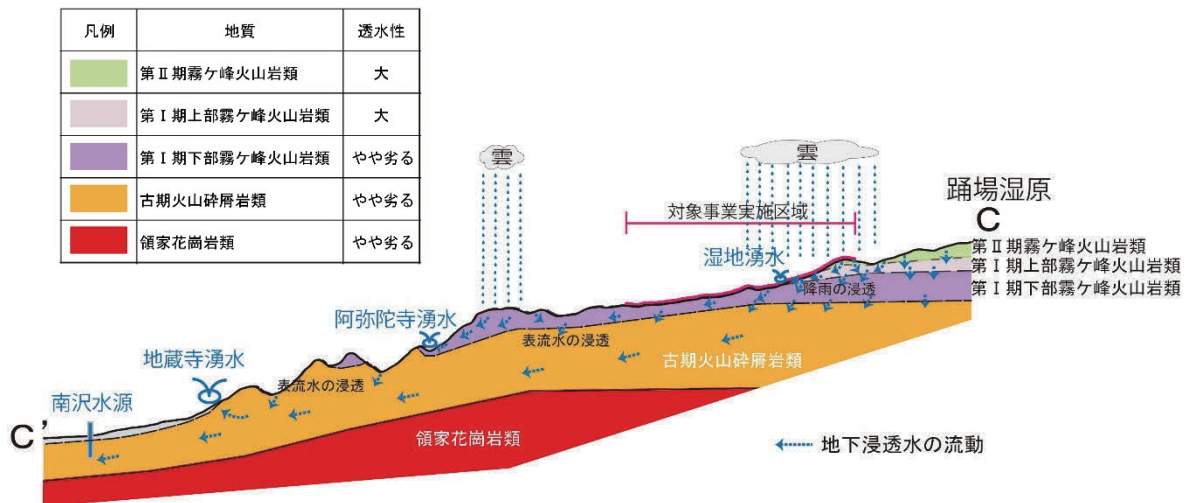 凡例 地質 透水性
第Ⅱ期霧ケ峰火山岩類 大
第Ⅰ期上部霧ケ峰火山岩類 大
第Ⅰ期下部霧ケ峰火山岩類 やや劣る
古期火山砕屑岩類 やや劣る
領家花崗岩類 やや劣る
雲
雲
踊場湿原
C
対象事業実施区域
湿地湧水
第Ⅱ期霧ケ峰火山岩類
第Ⅰ期上部霧ケ峰火山岩類
第Ⅰ期下部霧ケ峰火山岩類
降雨の浸透
阿弥陀寺湧水
表流水の浸透
古期火山砕屑岩類
地蔵寺湧水
表流水の浸透
南沢水源
C’
領家花崗岩類
地下浸透水の流動